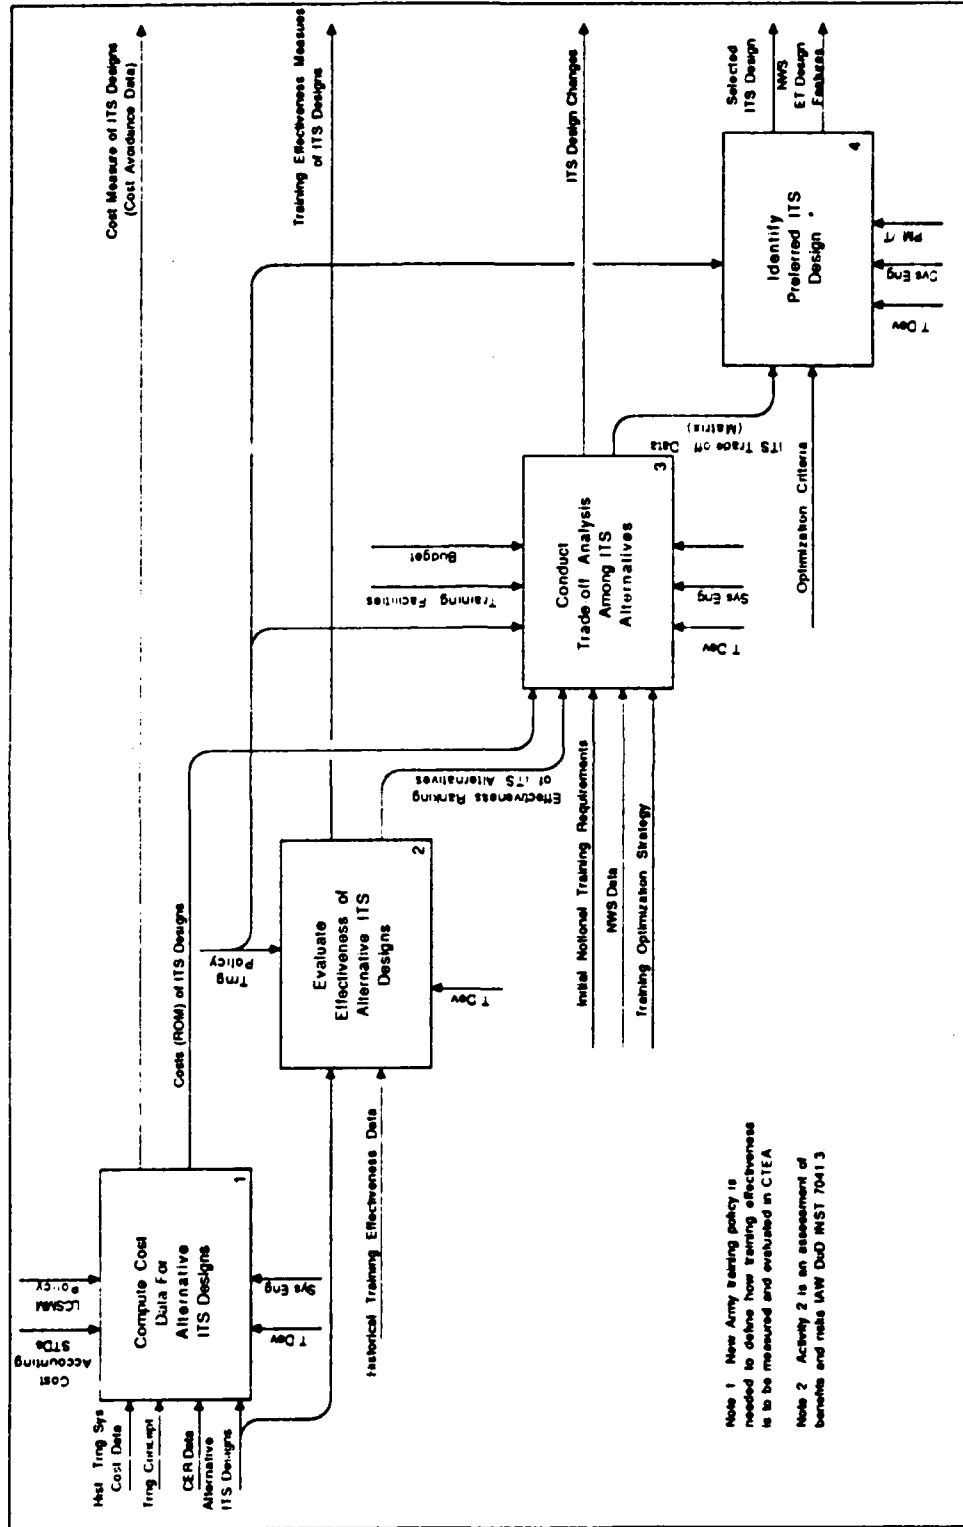 Cost Accounting
STDs
LCSMM
Policy
Hist Trng Sys
Cost Data
Trng Concept
CER Data
Alternative
ITS Designs
Compute Cost
Data For
Alternative
ITS Designs
1
T Dev
Sys Eng
Cost Measure of ITS Designs
(Cost Avoidance Data)
Costs (ROM) of ITS Designs
Trng
Policy
Historical Training Effectiveness Data
Evaluate
Effectiveness of
Alternative ITS
Designs
2
T Dev
Training Effectiveness Measures
of ITS Designs
Effectiveness Ranking
of ITS Alternatives
Training Facilities
Budget
Initial Notional Training Requirements
NWS Data
Training Optimization Strategy
Conduct
Trade off Analysis
Among ITS
Alternatives
3
T Dev
Sys Eng
ITS Design Changes
ITS Trade off Data
(Matrix)
Optimization Criteria
Identify
Preferred ITS
Design *
4
T Dev
Sys Eng
PM /T
Selected
ITS Design
NWS
ET Design
Features
Note 1 New Army training policy is
needed to define how training effectiveness
is to be measured and evaluated in CTEA
Note 2 Activity 2 is an assessment of
benefits and risks IAW DoD INST 7041 3